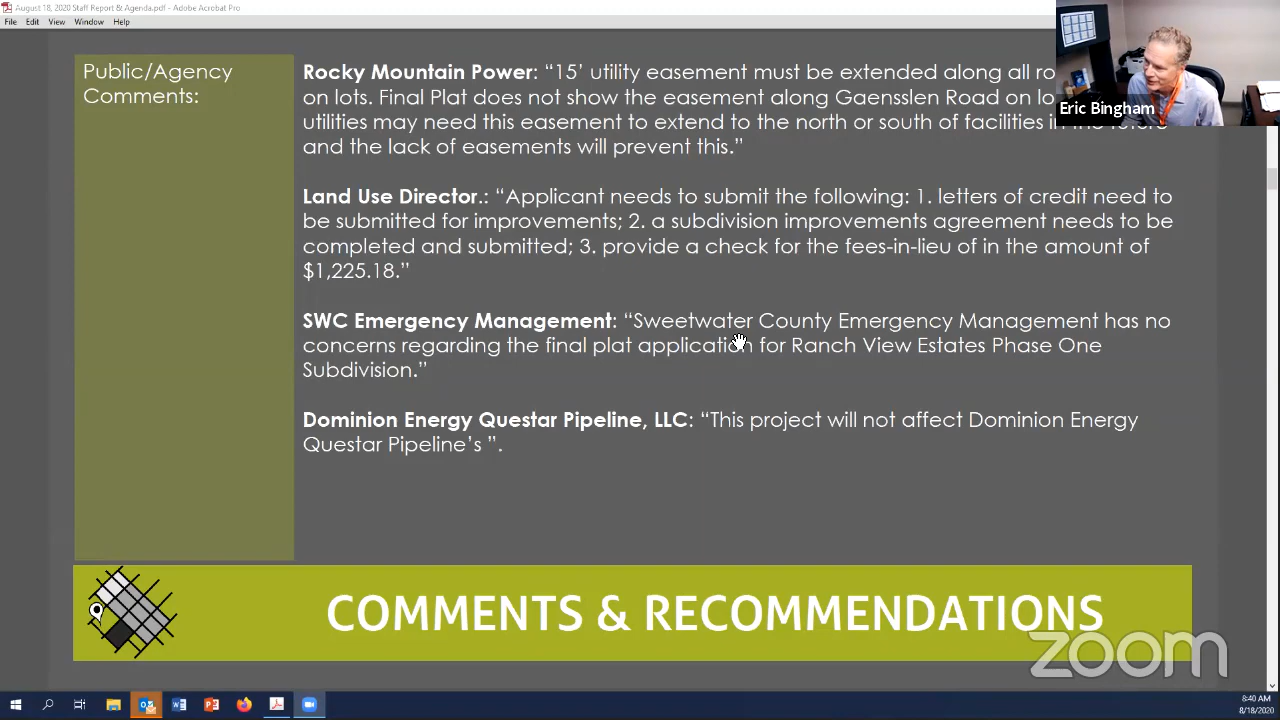 August 18, 2020 Staff Report & Agenda.pdf - Adobe Acrobat Pro
File Edit View Window Help
Public/Agency
Comments:
Rocky Mountain Power: “15’ utility easement must be extended along all
on lots. Final Plat does not show the easement along Gaensslen Road on
utilities may need this easement to extend to the north or south of facilities
and the lack of easements will prevent this.”
Land Use Director.: “Applicant needs to submit the following: 1. letters of credit need to
be submitted for improvements; 2. a subdivision improvements agreement needs to be
completed and submitted; 3. provide a check for the fees-in-lieu of in the amount of
$1,225.18.”
SWC Emergency Management: “Sweetwater County Emergency Management has no
concerns regarding the final plat application for Ranch View Estates Phase One
Subdivision.”
Dominion Energy Questar Pipeline, LLC: “This project will not affect Dominion Energy
Questar Pipeline’s ”.
COMMENTS & RECOMMENDATIONS
Eric Bingham
zoom
8:40 AM
8/18/2020